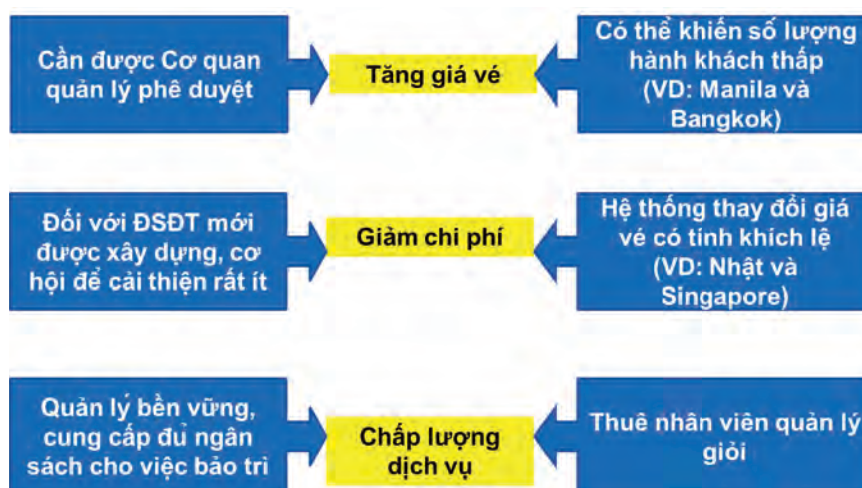 Cần được Cơ quan
quản lý phê duyệt
Tăng giá vé
Có thể khiến số lượng
hành khách thấp
(VD: Manila và
Bangkok)
Đối với ĐSĐT mới
được xây dựng, cơ
hội để cải thiện rất ít
Giảm chi phí
Hệ thống thay đổi giá
vé có tính khích lệ
(VD: Nhật và
Singapore)
Quản lý bền vững,
cung cấp đủ ngân
sách cho việc bảo trì
Chấp lượng
dịch vụ
Thuê nhân viên quản lý
giỏi